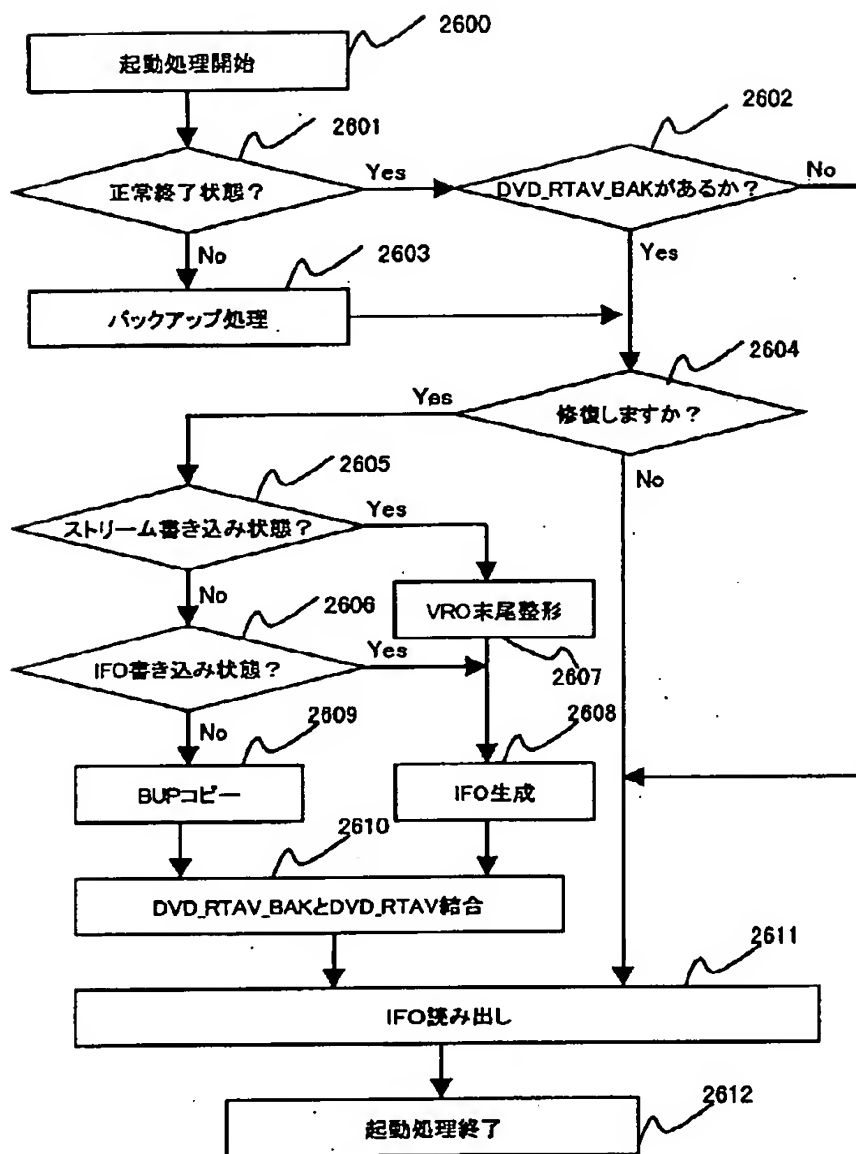 2600
起動処理開始
2601
2602
正常終了状態?
Yes
DVD_RTAV_BAKがあるか?
No
No
2603
Yes
バックアップ処理
2604
Yes
修復しますか?
2605
No
ストリーム書き込み状態?
Yes
No
2606
VRO末尾整形
IFO書き込み状態?
Yes
2607
No
2609
2608
BUPコピー
IFO生成
2610
DVD_RTAV_BAKとDVD_RTAV結合
2611
IFO読み出し
2612
起動処理終了